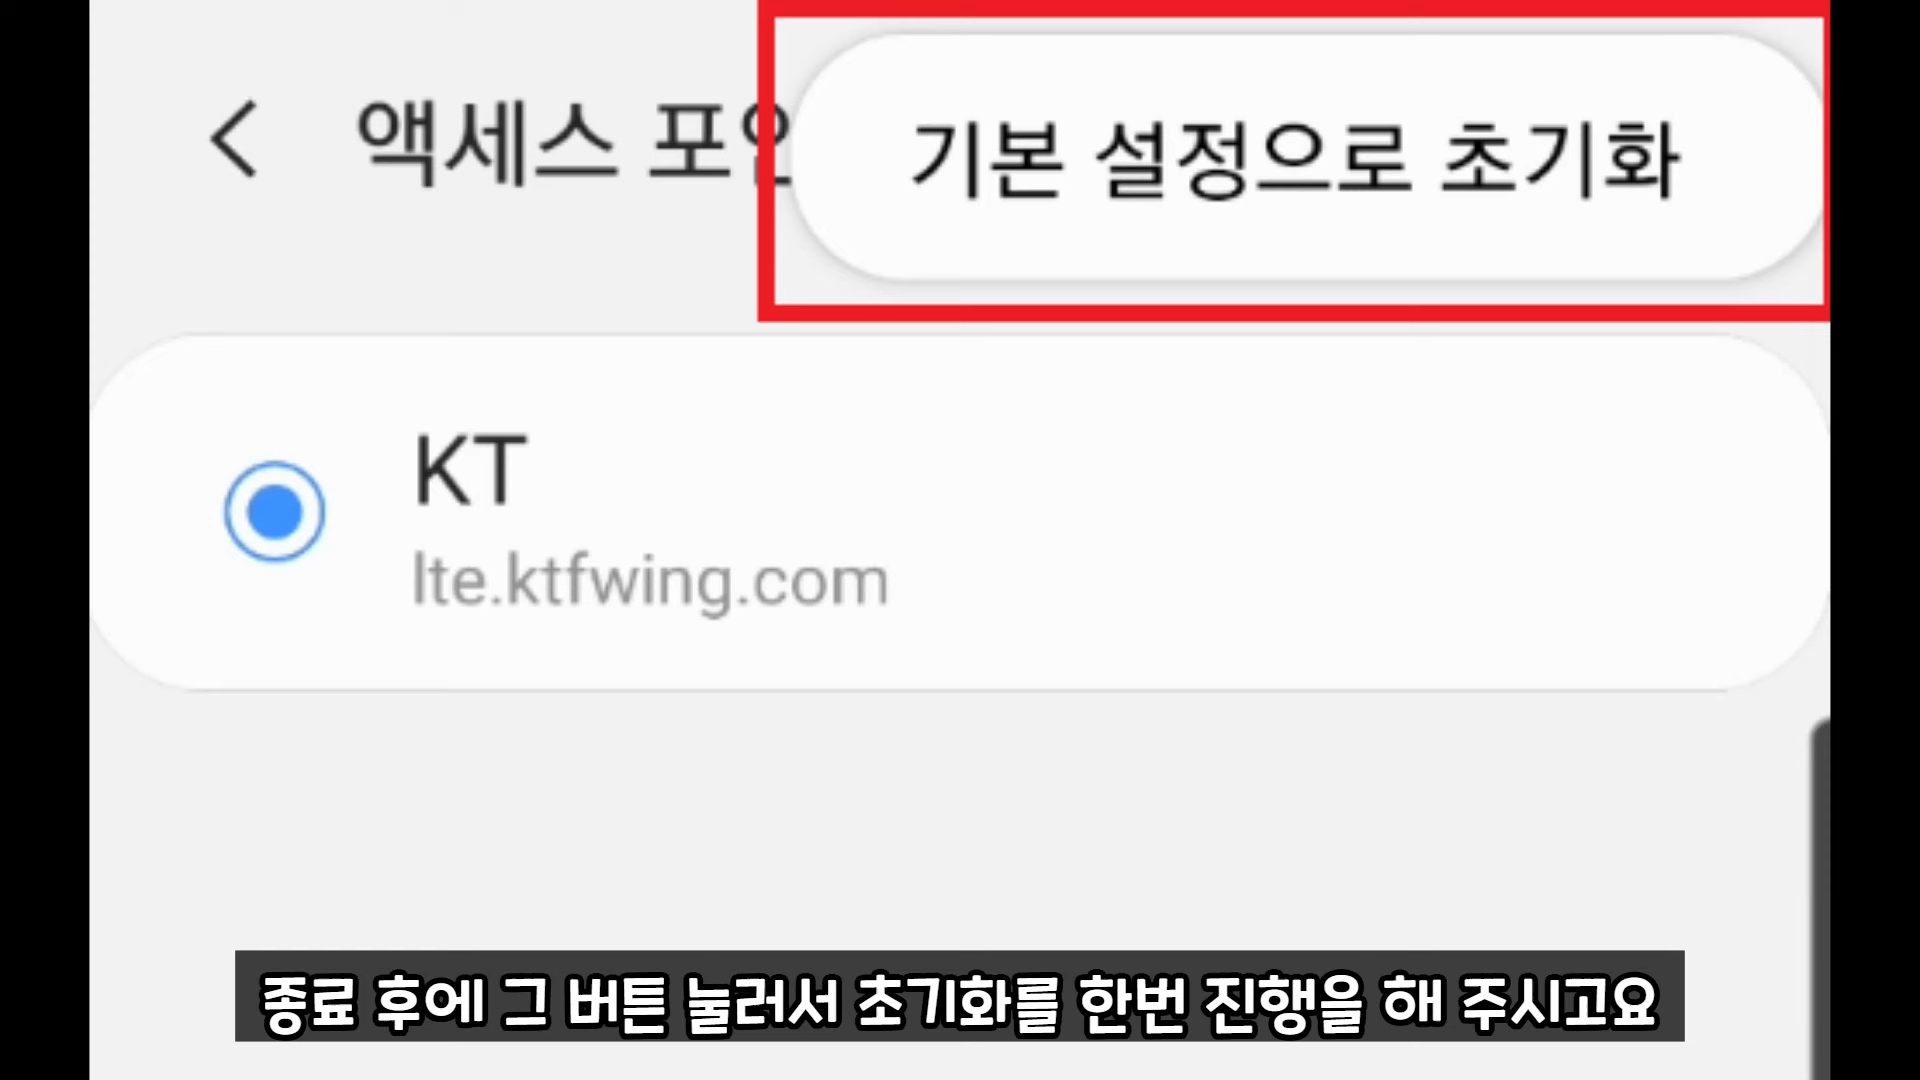 액세스 포인
기본 설정으로 초기화
KT
lte.ktfwing.com
종료 후에 그 버튼 눌러서 초기화를 한번 진행을 해 주시고요